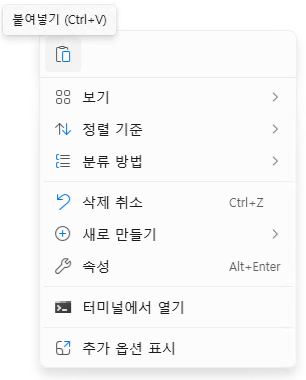 붙여넣기 (Ctrl+V)
보기
정렬 기준
분류 방법
삭제 취소 Ctrl+Z
새로 만들기
속성 Alt+Enter
터미널에서 열기
추가 옵션 표시